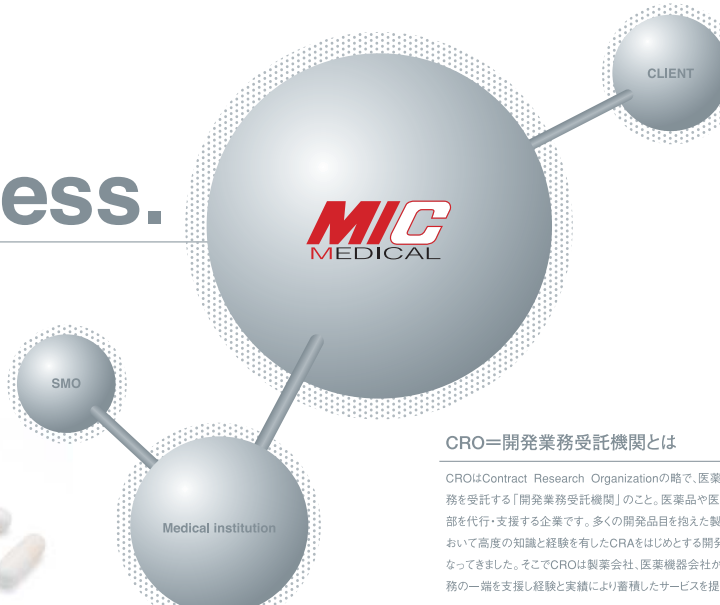 CLIENT
ess.
MIC
MEDICAL
SMO
Medical institution
CRO＝開発業務受託機関とは
CROはContract Research Organizationの略で、医薬
務を受託する「開発業務受託機関」のこと。医薬品や医
部を代行・支援する企業です。多くの開発品目を抱えた製
おいて高度の知識と経験を有したCRAをはじめとする開発
なってきました。そこでCROは製薬会社、医薬機器会社が
務の一端を支援し経験と実績により蓄積したサービスを提